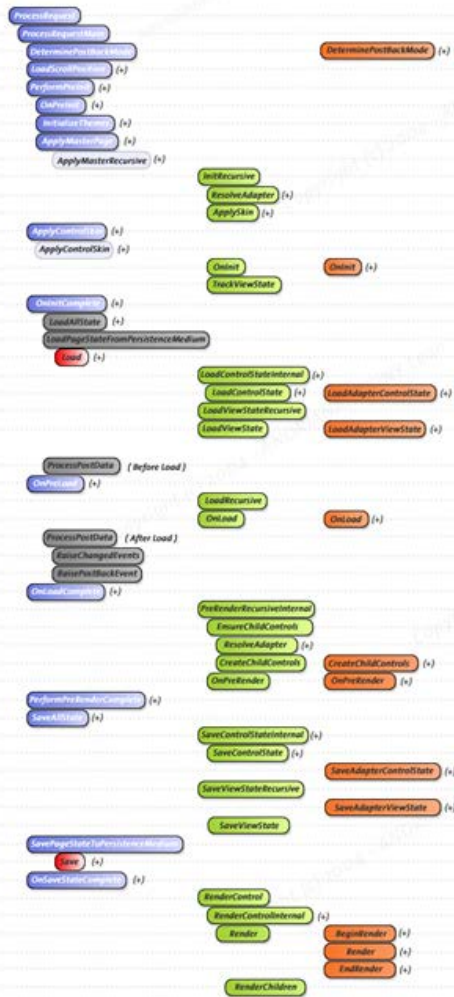 ProcessRequest
ProcessRequestMain
DeterminePostBackMode DeterminePostBackMode (+)
LoadScrollPosition (+)
PerformPreInit (+)
OnPreInit (+)
InitializeThemes (+)
ApplyMasterPage (+)
ApplyMasterRecursive (+)
InitRecursive
ResolveAdapter (+)
ApplySkin (+)
ApplyControlSkin (+)
ApplyControlSkin (+)
OnInit OnInit (+)
TrackViewState
OnInitComplete (+)
LoadAllState
LoadPageStateFromPersistenceMedium
Load (+)
LoadControlStateInternal (+)
LoadControlState (+) LoadAdapterControlState (+)
LoadViewStateRecursive
LoadViewState LoadAdapterViewState (+)
ProcessPostData ( Before Load )
OnPreLoad (+)
LoadRecursive
OnLoad OnLoad (+)
ProcessPostData ( After Load )
RaiseChangedEvents
RaisePostBackEvent
OnLoadComplete (+)
PreRenderRecursiveInternal
EnsureChildControls
ResolveAdapter (+)
CreateChildControls CreateChildControls (+)
OnPreRender OnPreRender (+)
PerformPreRenderComplete (+)
SaveAllState (+)
SaveControlStateInternal (+)
SaveControlState (+)
SaveAdapterControlState (+)
SaveViewStateRecursive
SaveAdapterViewState (+)
SaveViewState
SavePageStateToPersistenceMedium
Save (+)
OnSaveStateComplete (+)
RenderControl
RenderControlInternal (+)
Render BeginRender (+)
Render (+)
EndRender (+)
RenderChildren